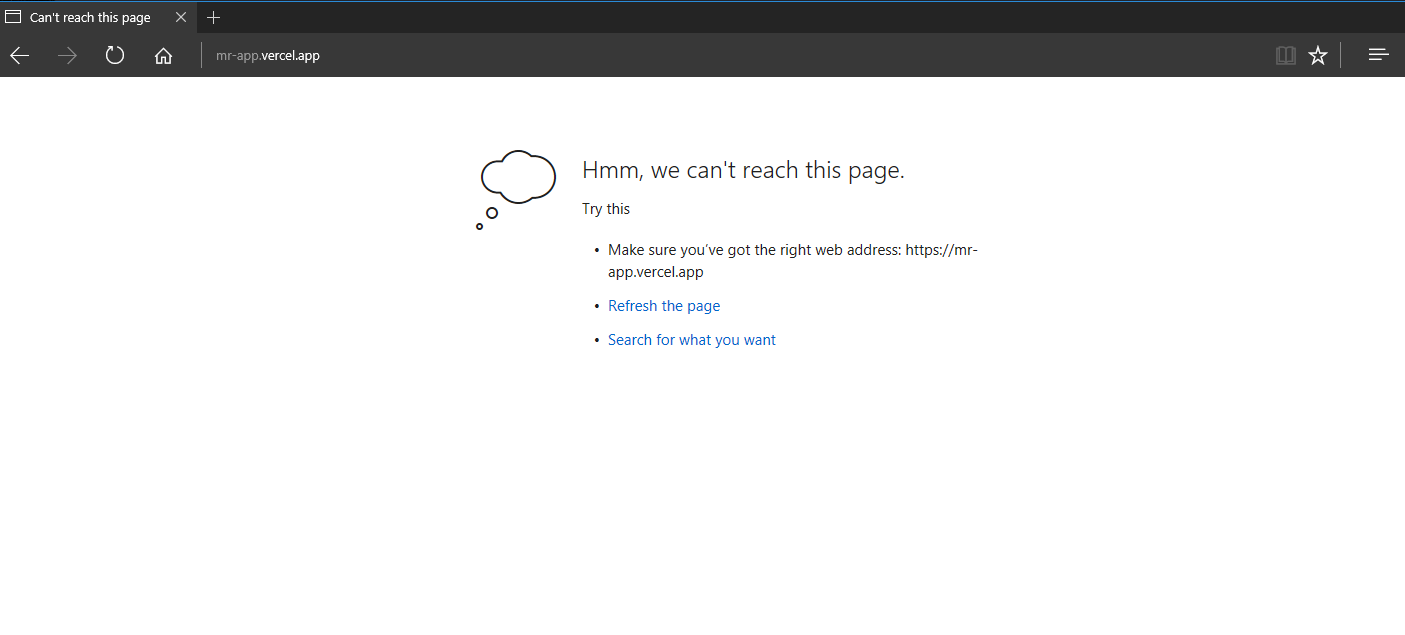 Can't reach this page
mr-app.vercel.app
Hmm, we can't reach this page.
Try this
• Make sure you’ve got the right web address: https://mr-
app.vercel.app
• Refresh the page
• Search for what you want